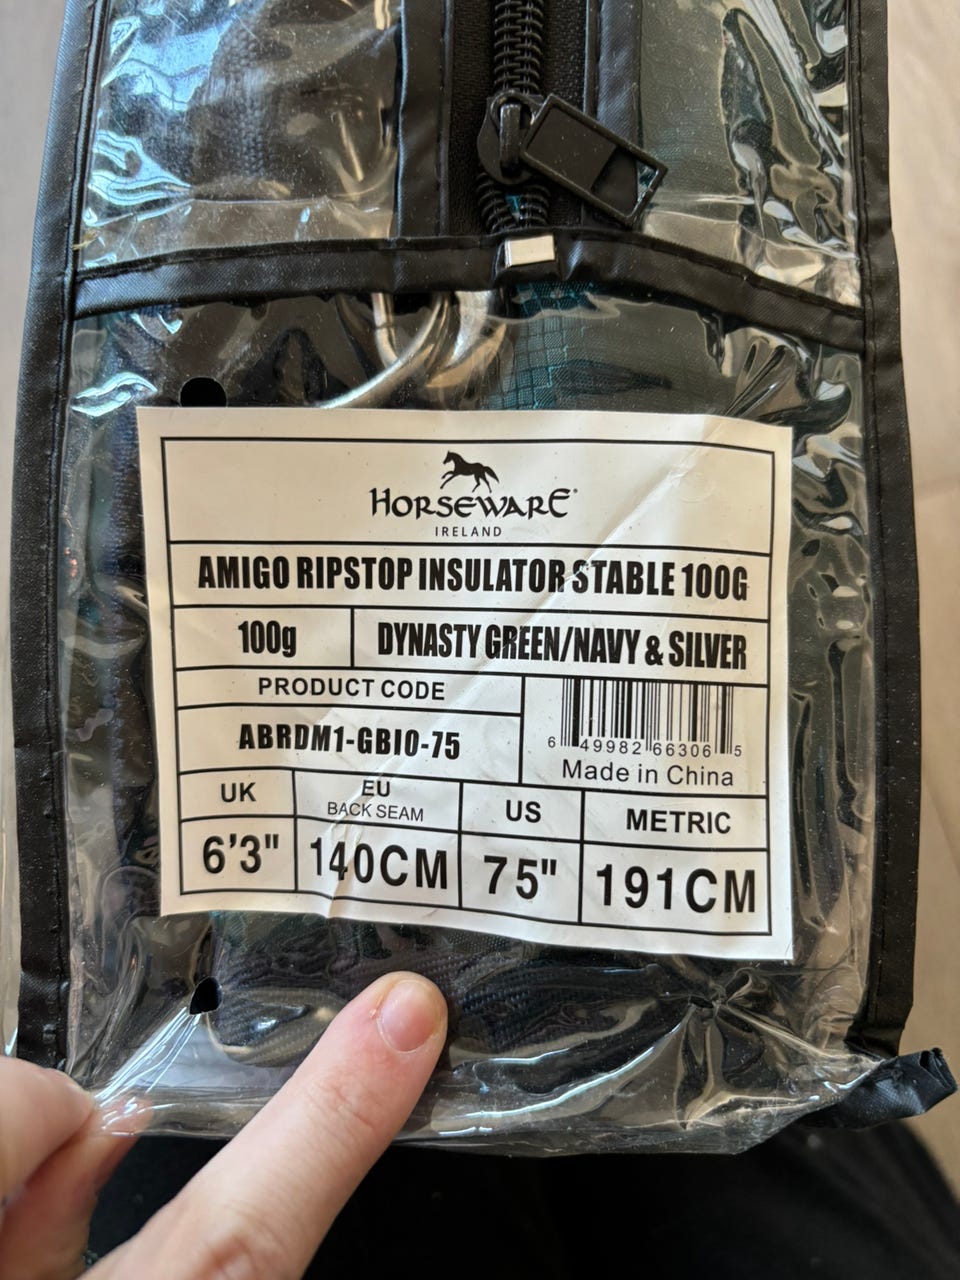 HORSEWARE®
IRELAND
AMIGO RIPSTOP INSULATOR STABLE 100G
100g DYNASTY GREEN/NAVY & SILVER
PRODUCT CODE
ABRDM1-GBI0-75
6 49982 66306 5
Made in China
UK EU BACK SEAM US METRIC
6'3" 140CM 75" 191CM